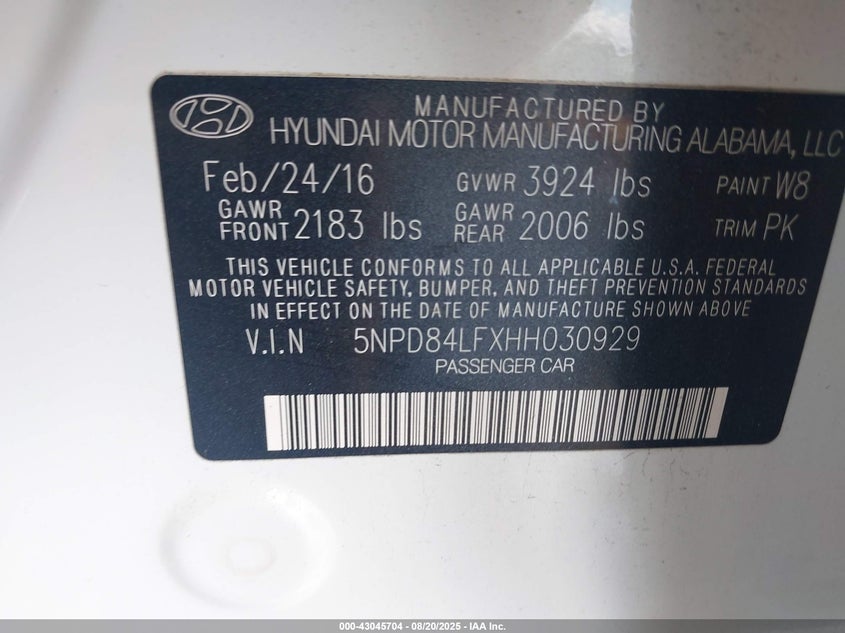 MANUFACTURED BY
HYUNDAI MOTOR MANUFACTURING ALABAMA, LLC
Feb/24/16 GVWR 3924 lbs PAINT W8
GAWR FRONT 2183 lbs GAWR REAR 2006 lbs TRIM PK
THIS VEHICLE CONFORMS TO ALL APPLICABLE U.S.A. FEDERAL
MOTOR VEHICLE SAFETY, BUMPER, AND THEFT PREVENTION STANDARDS
IN EFFECT ON THE DATE OF MANUFACTURE SHOWN ABOVE
V.I.N 5NPD84LFXHH030929
PASSENGER CAR
000-43045704 - 08/20/2025 - IAA Inc.